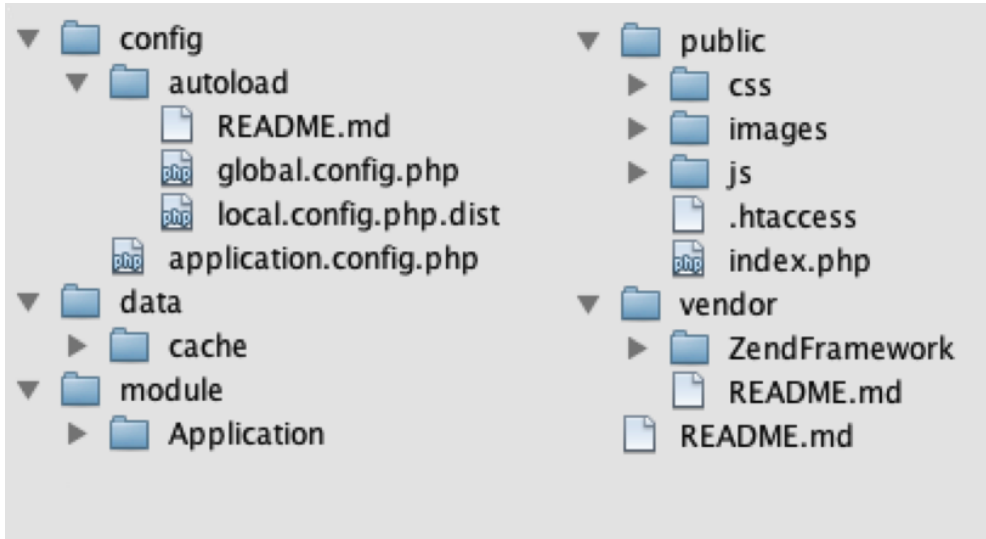 config
autoload
README.md
global.config.php
local.config.php.dist
application.config.php
data
cache
module
Application
public
css
images
js
.htaccess
index.php
vendor
ZendFramework
README.md
README.md